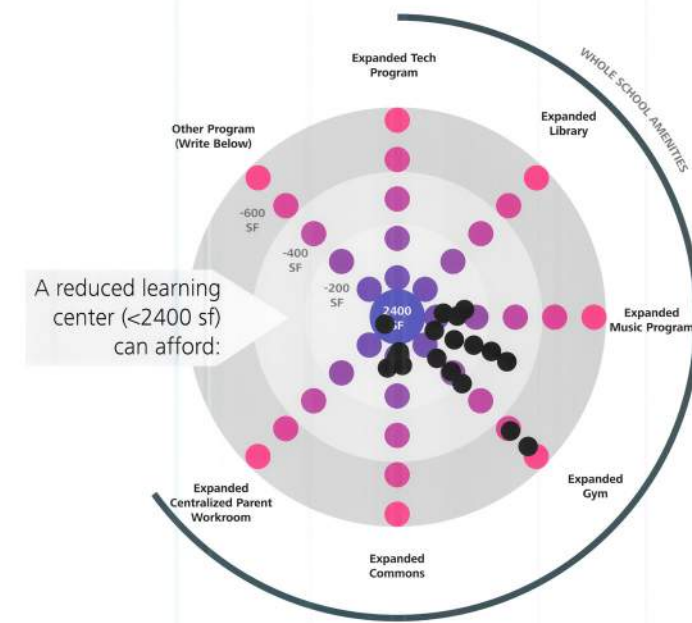 WHOLE SCHOOL AMENITIES
Expanded Tech
Program
Expanded
Library
Other Program
(Write Below)
-600
SF
-400
SF
-200
SF
A reduced learning
center (<2400 sf)
can afford:
2400
SF
Expanded
Music Program
Expanded
Gym
Expanded
Centralized Parent
Workroom
Expanded
Commons